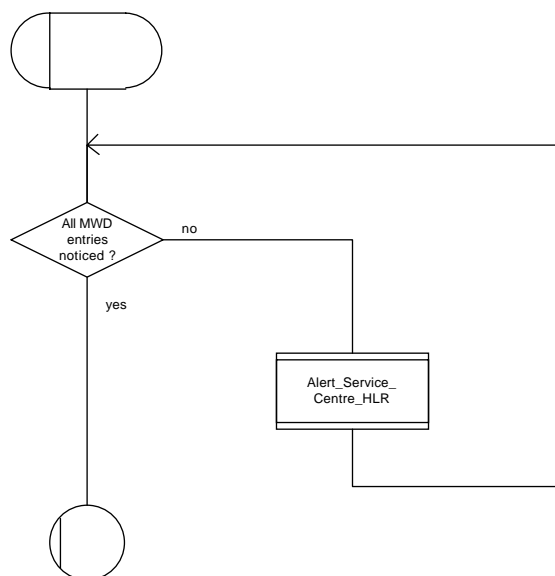 All MWD
entries
noticed ?
no
yes
Alert_Service_
Centre_HLR